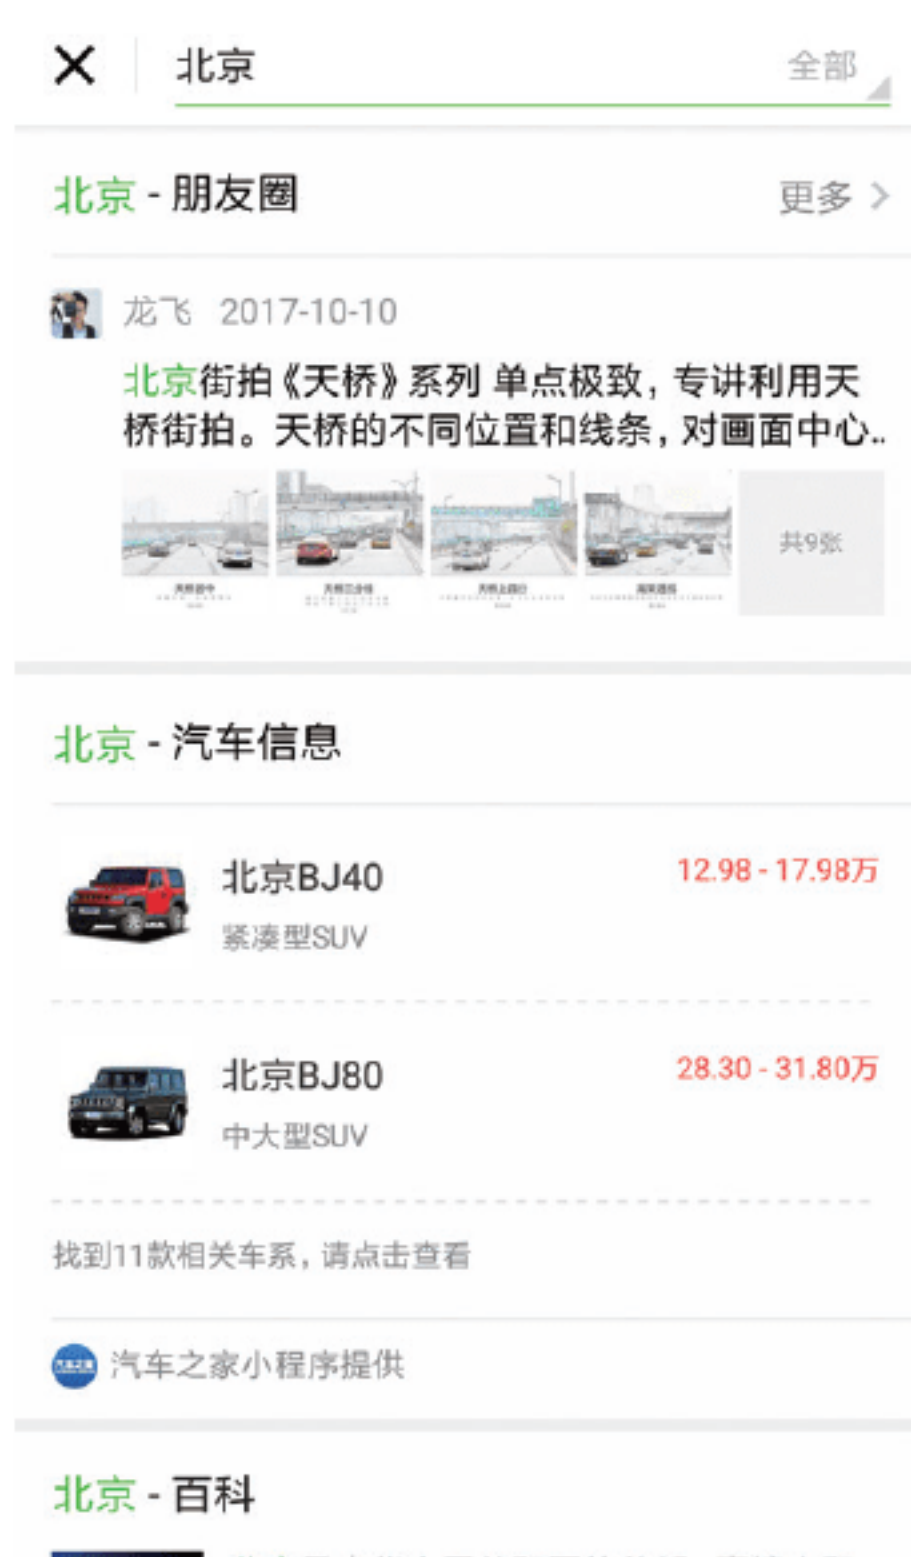 北京
全部
北京 - 朋友圈
更多
龙飞 2017-10-10
北京街拍《天桥》系列 单点极致，专讲利用天
桥街拍。天桥的不同位置和线条，对画面中心..
共9张
北京 - 汽车信息
北京BJ40
12.98 - 17.98万
紧凑型SUV
北京BJ80
28.30 - 31.80万
中大型SUV
找到11款相关车系，请点击查看
汽车之家
汽车之家小程序提供
北京 - 百科